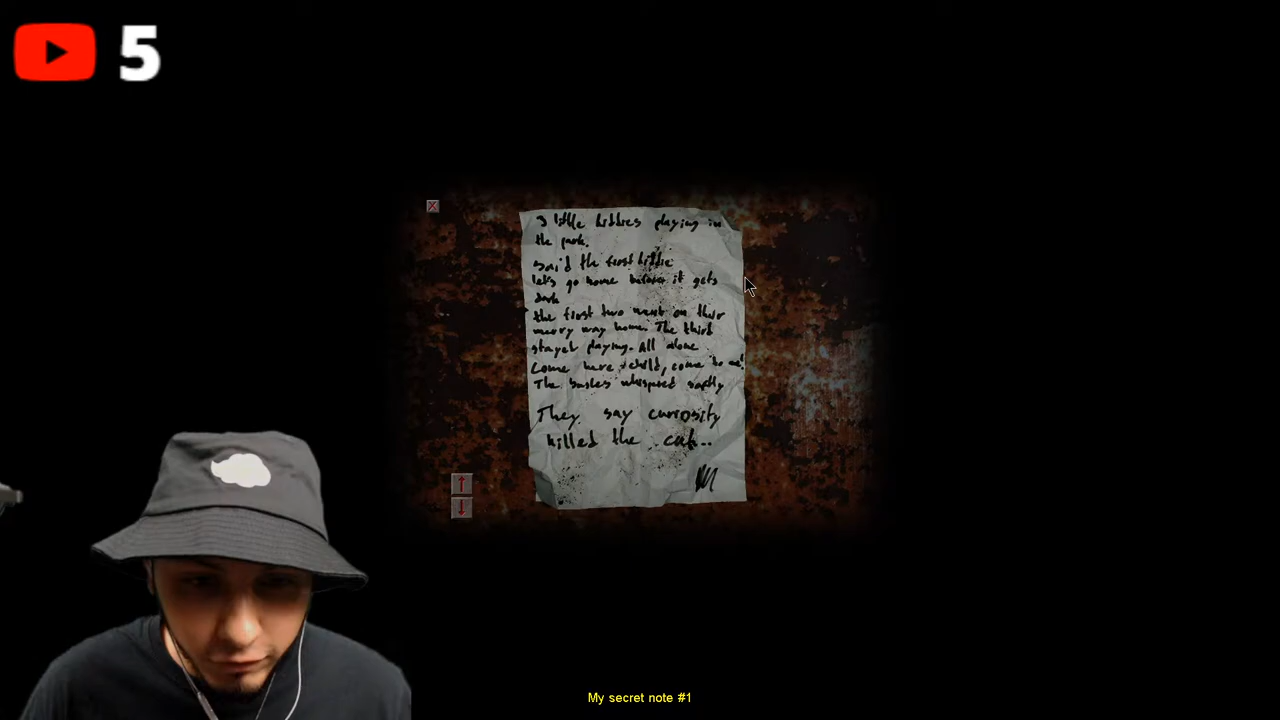 5
3 little kiddies playing in
the park.
said the first kiddie
let's go home before it gets
dark
the first two went on their
merry way home. The third
stayed playing. All alone
Come here child, come to me!
The bushes whispered softly
They say curiosity
killed the cat..
X
My secret note #1